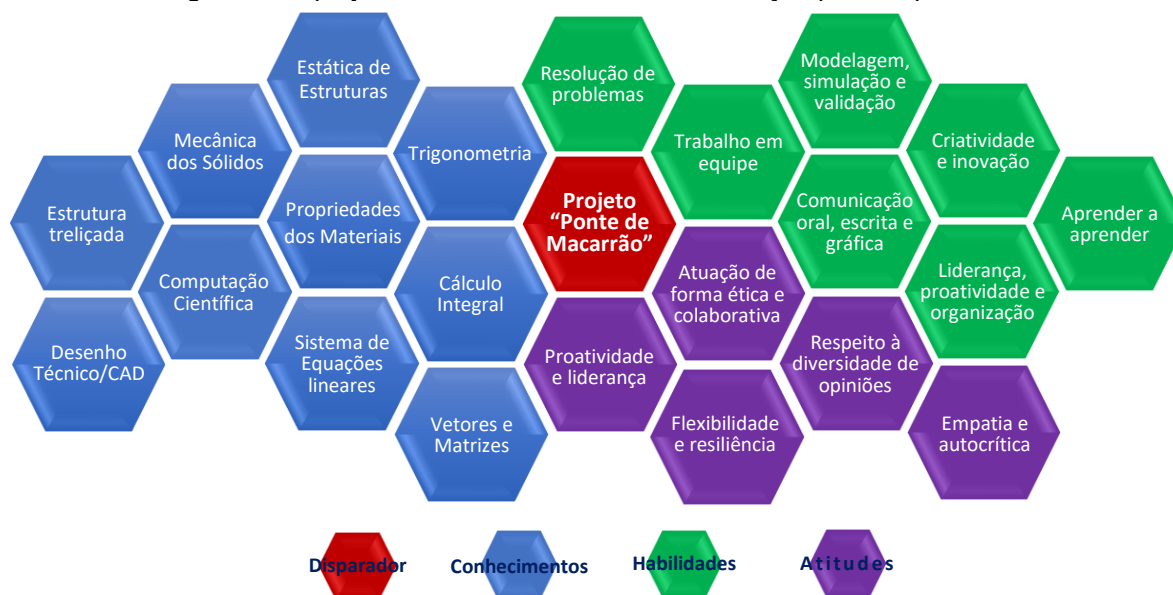 Estática de
Estruturas
Resolução de
problemas
Modelagem,
simulação e
validação
Mecânica
dos Sólidos
Trigonometria
Trabalho em
equipe
Criatividade
e inovação
Estrutura
treliçada
Propriedades
dos Materiais
Projeto
“Ponte de
Macarrão”
Comunicação
oral, escrita e
gráfica
Aprender a
aprender
Computação
Científica
Cálculo
Integral
Atuação de
forma ética e
colaborativa
Liderança,
proatividade e
organização
Desenho
Técnico/CAD
Sistema de
Equações
lineares
Proatividade
e liderança
Respeito à
diversidade de
opiniões
Vetores e
Matrizes
Flexibilidade
e resiliência
Empatia e
autocrítica
Disparador
Conhecimentos
Habilidades
Atitudes